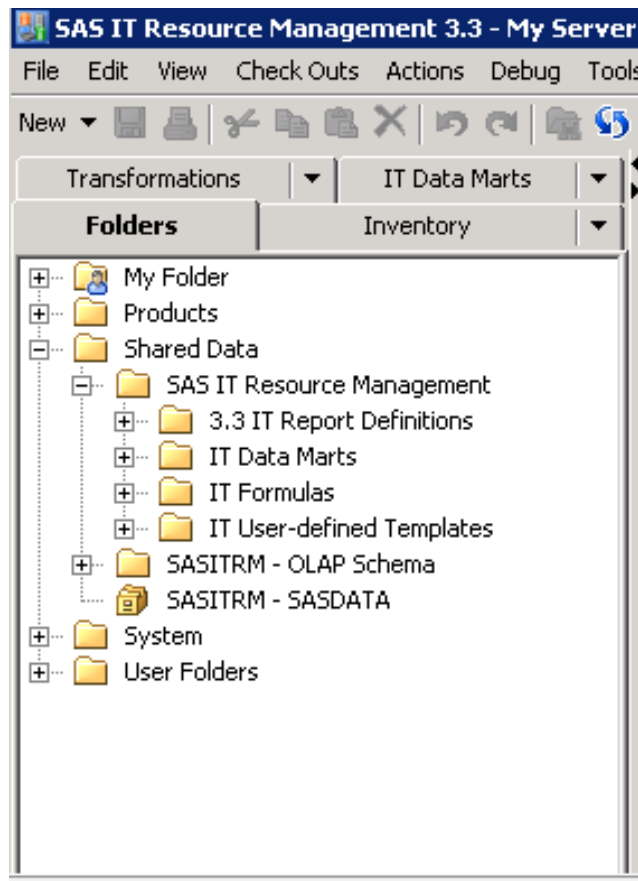 SAS IT Resource Management 3.3 - My Server
File Edit View Check Outs Actions Debug Tools
New
Transformations IT Data Marts
Folders Inventory
My Folder
Products
Shared Data
SAS IT Resource Management
3.3 IT Report Definitions
IT Data Marts
IT Formulas
IT User-defined Templates
SASITRM - OLAP Schema
SASITRM - SASDATA
System
User Folders